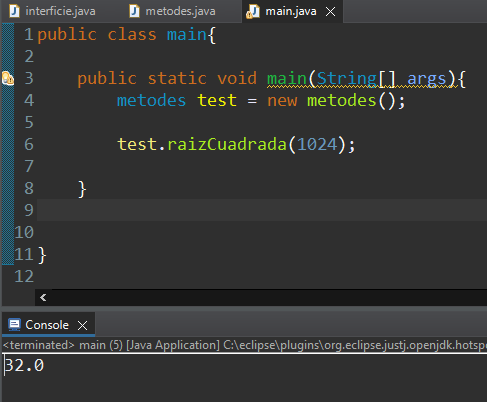 interficie.java metodes.java main.java
1 public class main{
2
3 public static void main(String[] args){
4 metodes test = new metodes();
5
6 test.raizCuadrada(1024);
7
8 }
9
10
11 }
12
Console
<terminated> main (5) [Java Application] C:\eclipse\plugins\org.eclipse.justj.openjdk.hotsp
32.0